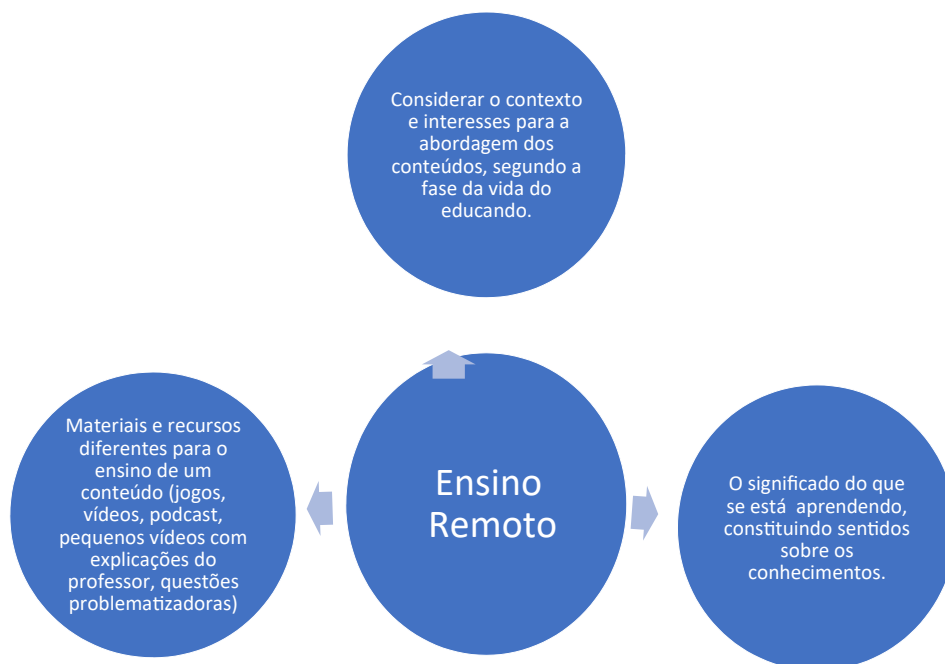 Considerar o contexto
e interesses para a
abordagem dos
conteúdos, segundo a
fase da vida do
educando.
Materiais e recursos
diferentes para o
ensino de um
conteúdo (jogos,
vídeos, podcast,
pequenos vídeos com
explicações do
professor, questões
problematizadoras)
Ensino
Remoto
O significado do que
se está aprendendo,
constituindo sentidos
sobre os
conhecimentos.